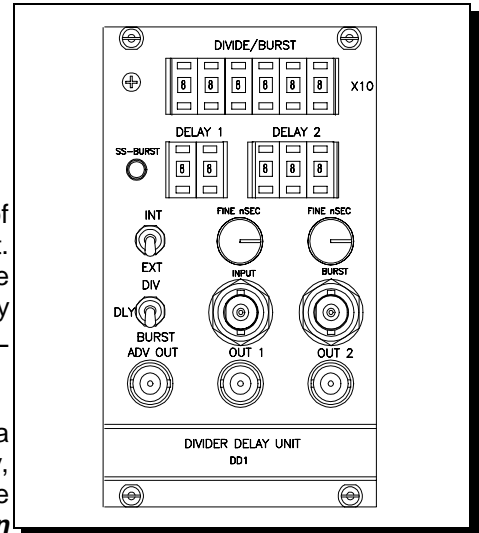 DIVIDE/BURST
8 8 8 8 8 8 X10
DELAY 1 DELAY 2
SS-BURST 8 8 8 8 8
INT FINE nSEC FINE nSEC
EXT
DIV INPUT BURST
DLY
BURST
ADV OUT OUT 1 OUT 2
DIVIDER DELAY UNIT
DD1
of
t.
e
y
–
a
,
e
n